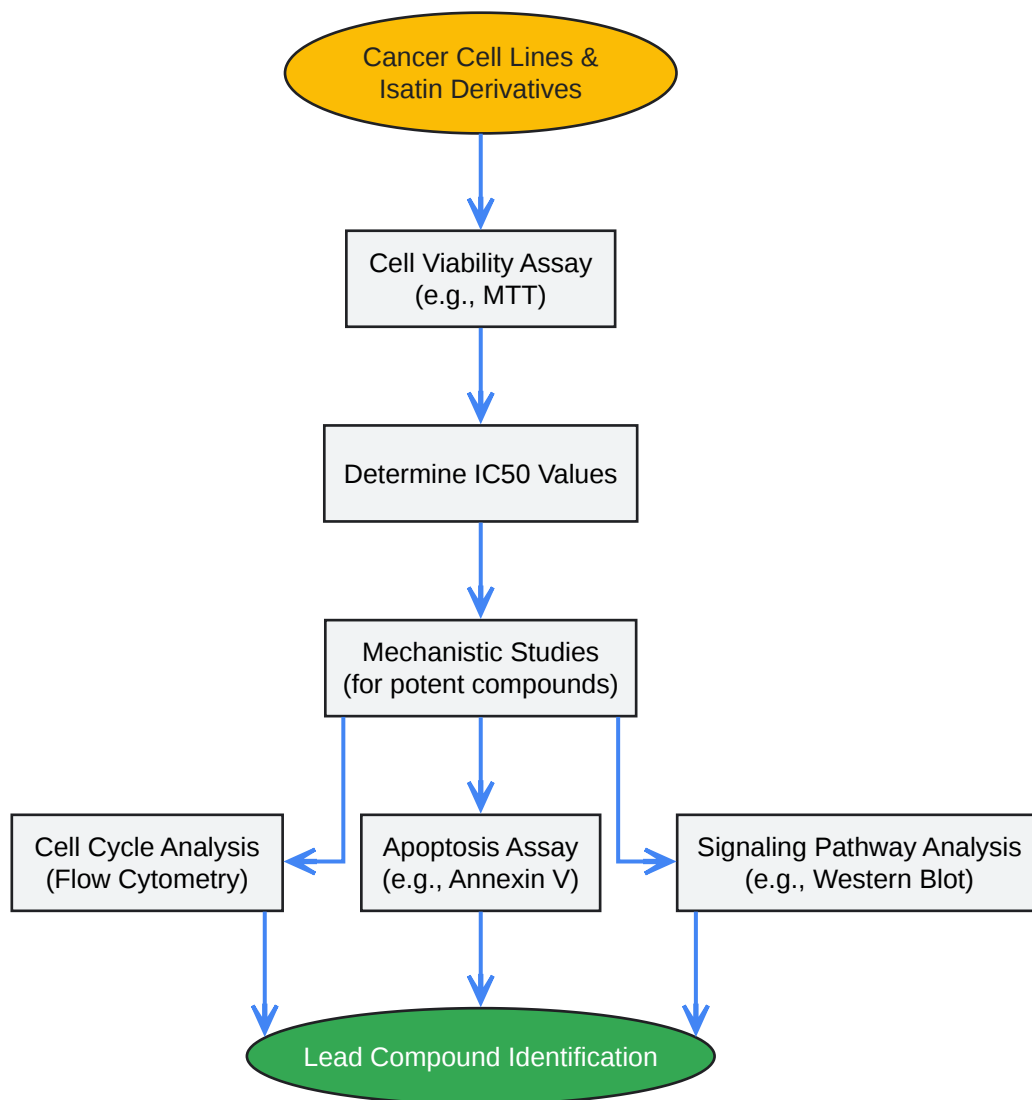 Cancer Cell Lines &
Isatin Derivatives
Cell Viability Assay
(e.g., MTT)
Determine IC50 Values
Mechanistic Studies
(for potent compounds)
Cell Cycle Analysis
(Flow Cytometry)
Apoptosis Assay
(e.g., Annexin V)
Signaling Pathway Analysis
(e.g., Western Blot)
Lead Compound Identification